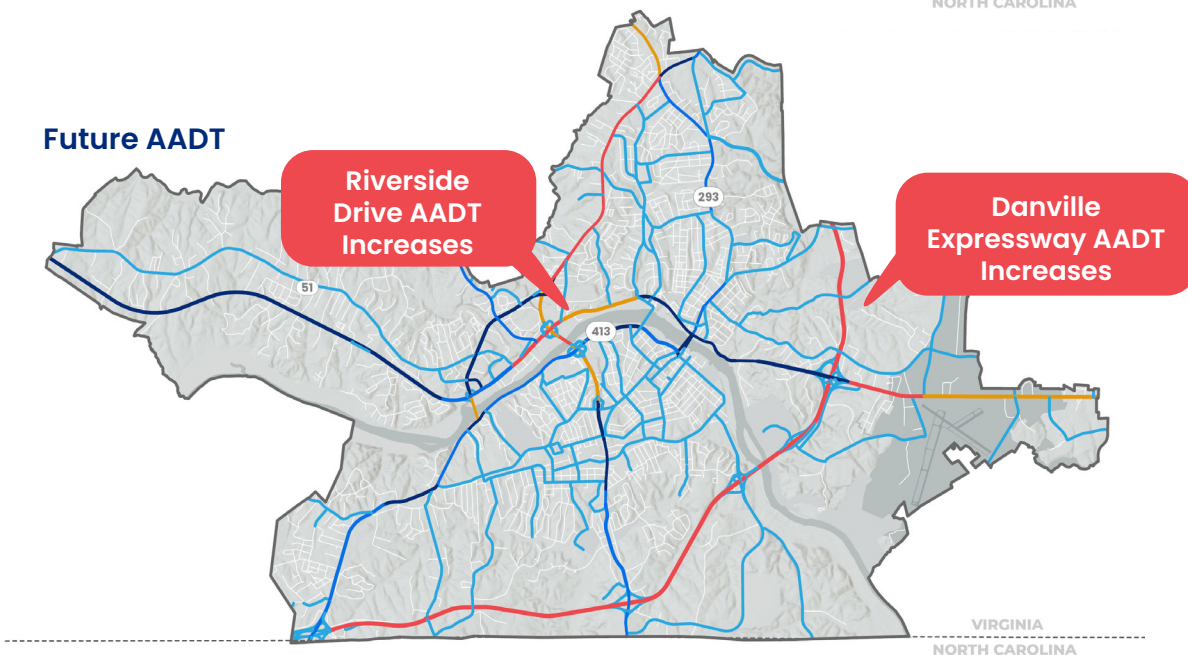 NORTH CAROLINA
Future AADT
Riverside
Drive AADT
Increases
293
Danville
Expressway AADT
Increases
51
413
VIRGINIA
NORTH CAROLINA